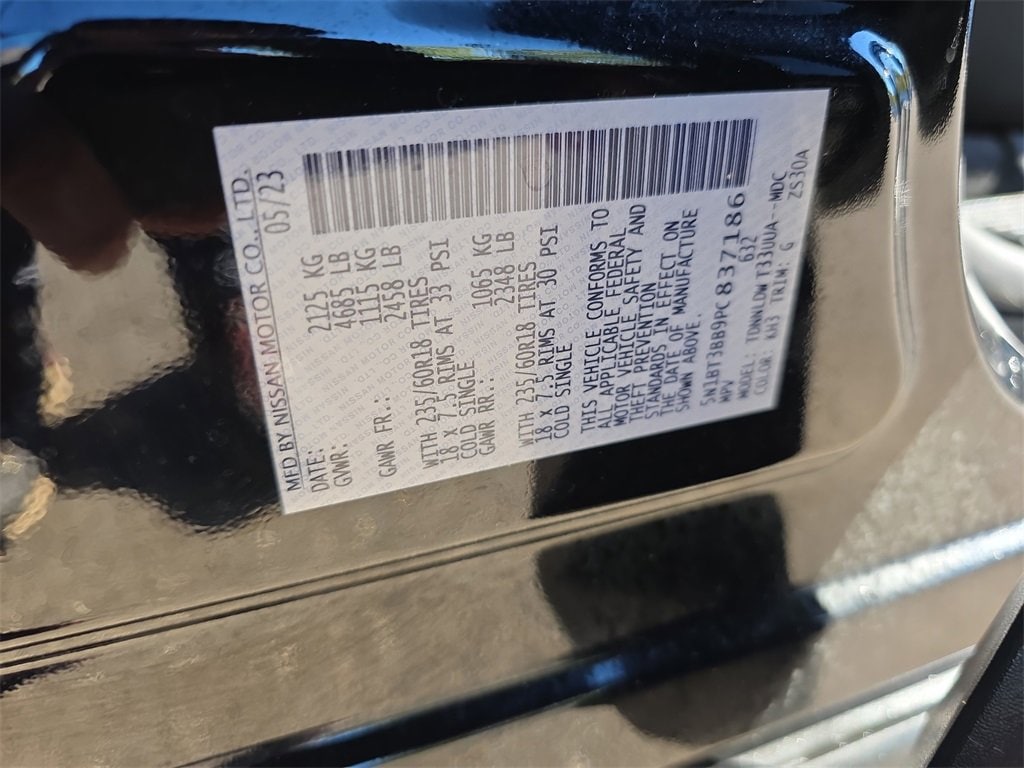 MFD BY NISSAN MOTOR CO., LTD.
DATE: 05/23
GVWR: 2125 KG
4685 LB
GAWR FR.: 1115 KG
2458 LB
WITH 235/60R18 TIRES
18 X 7.5 RIMS AT 33 PSI
COLD SINGLE
GAWR RR.: 1065 KG
2348 LB
WITH 235/60R18 TIRES
18 X 7.5 RIMS AT 30 PSI
COLD SINGLE
THIS VEHICLE CONFORMS TO
ALL APPLICABLE FEDERAL
MOTOR VEHICLE SAFETY AND
THEFT PREVENTION
STANDARDS IN EFFECT ON
THE DATE OF MANUFACTURE
SHOWN ABOVE.
5N1BT3BB9PC837186
MPV 632
MODEL: TDNNLDWT33UUA--MDC
COLOR: KH3 TRIM: G ZS30A